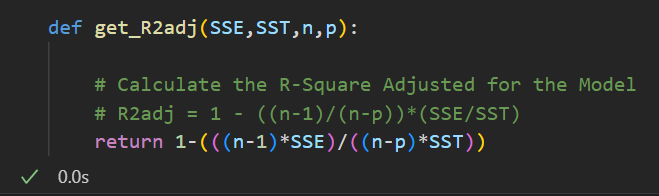 def get_R2adj(SSE,SST,n,p):
# Calculate the R-Square Adjusted for the Model
# R2adj = 1 - ((n-1)/(n-p))*(SSE/SST)
return 1-(((n-1)*SSE)/((n-p)*SST))
✓ 0.0s